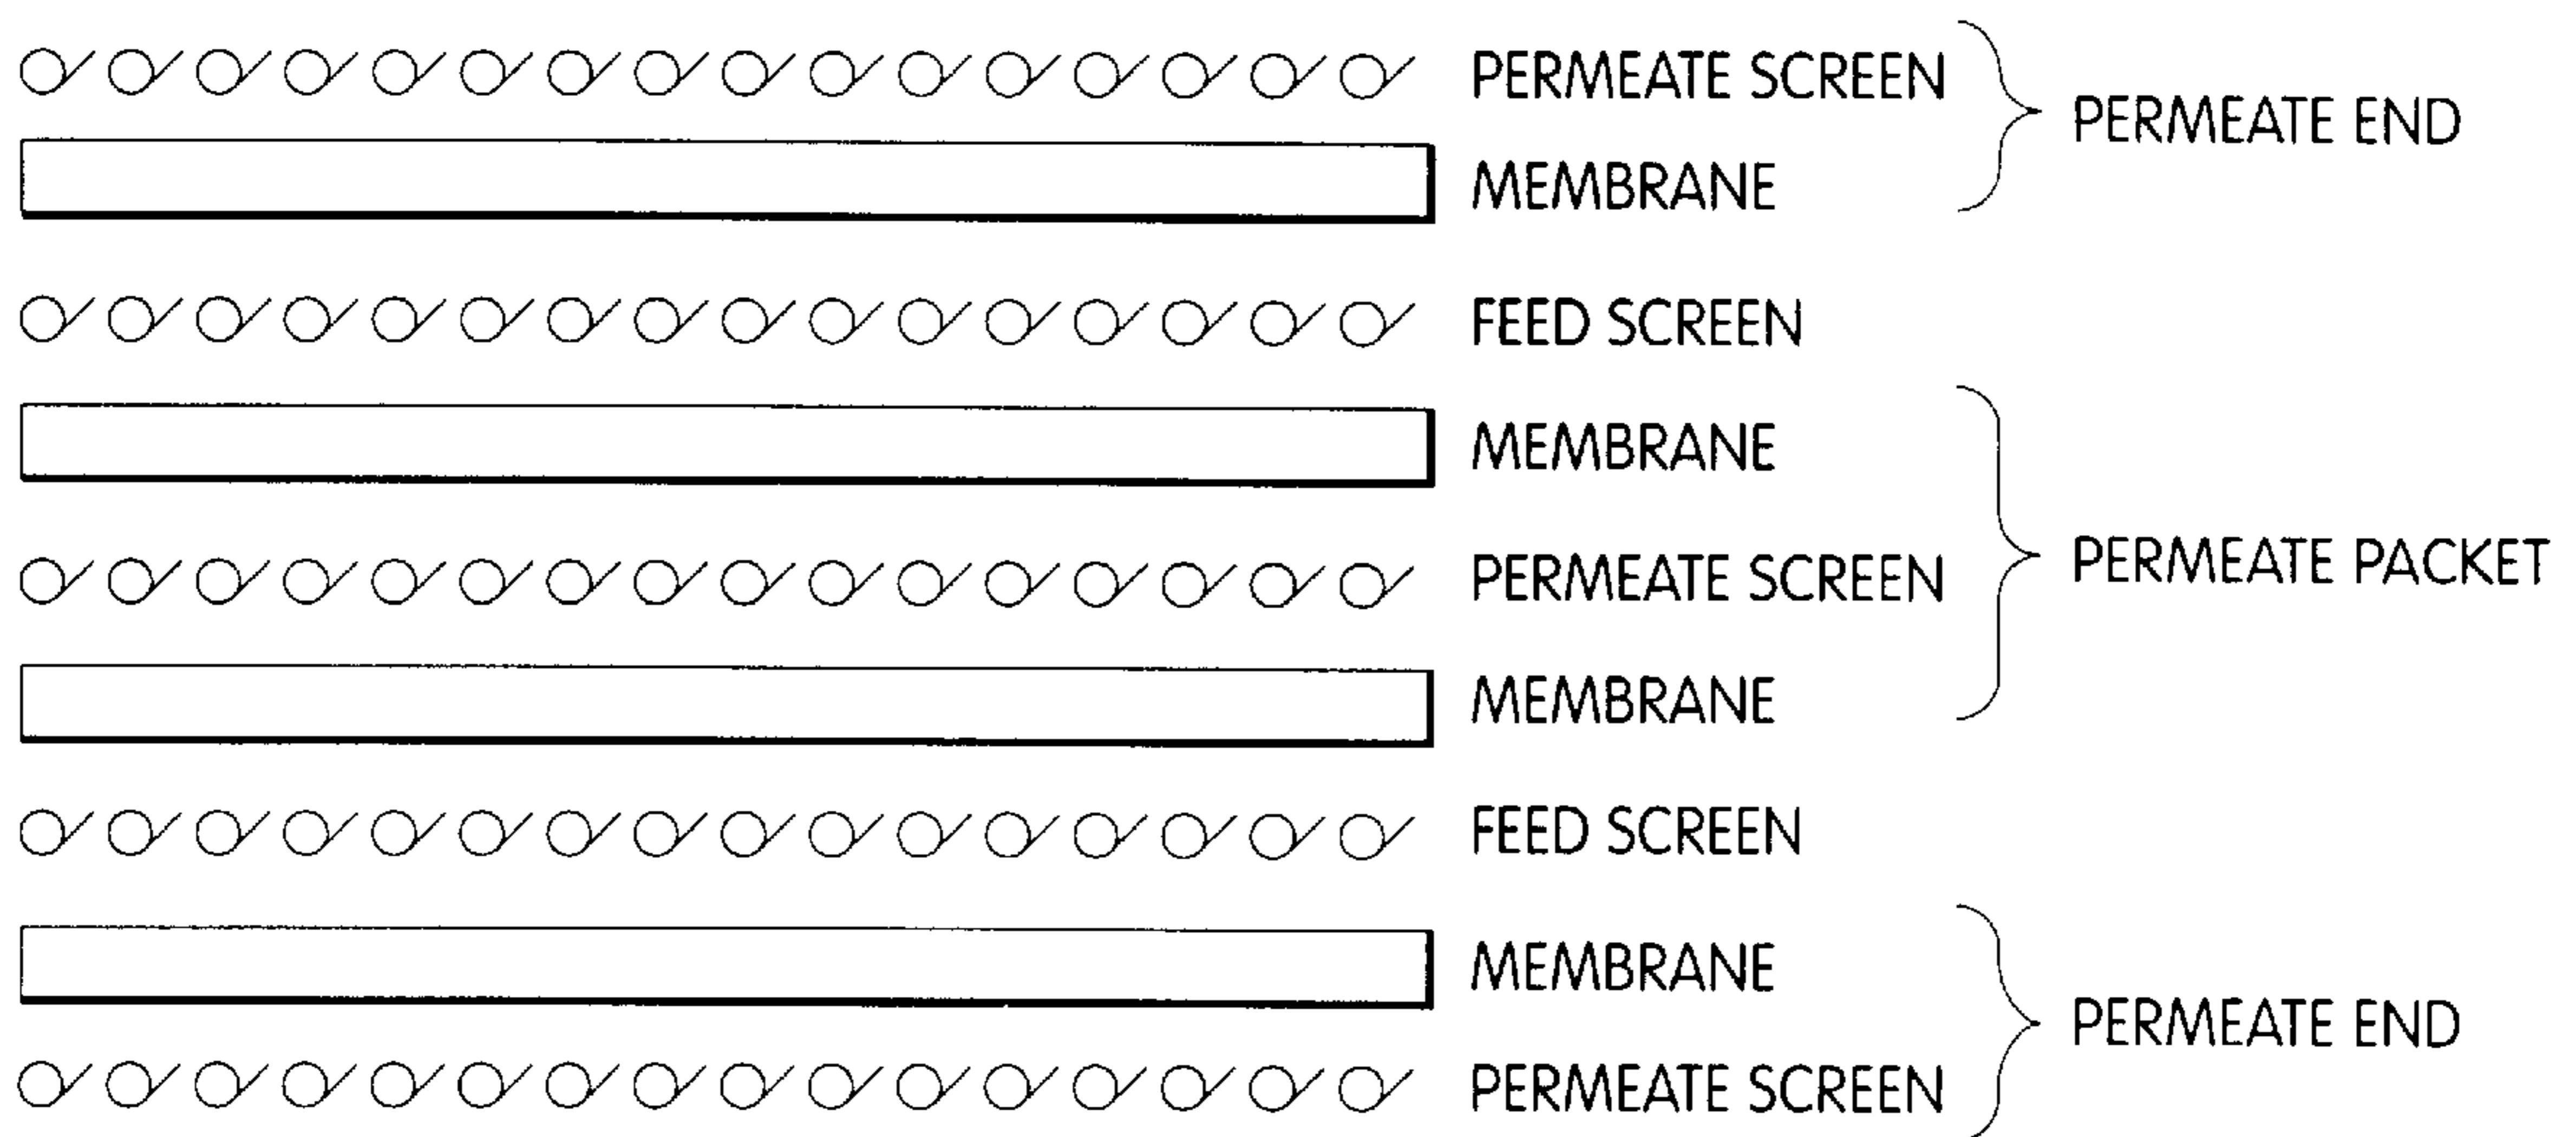 PERMEATE SCREEN
PERMEATE END
MEMBRANE
FEED SCREEN
MEMBRANE
PERMEATE SCREEN
PERMEATE PACKET
MEMBRANE
FEED SCREEN
MEMBRANE
PERMEATE END
PERMEATE SCREEN